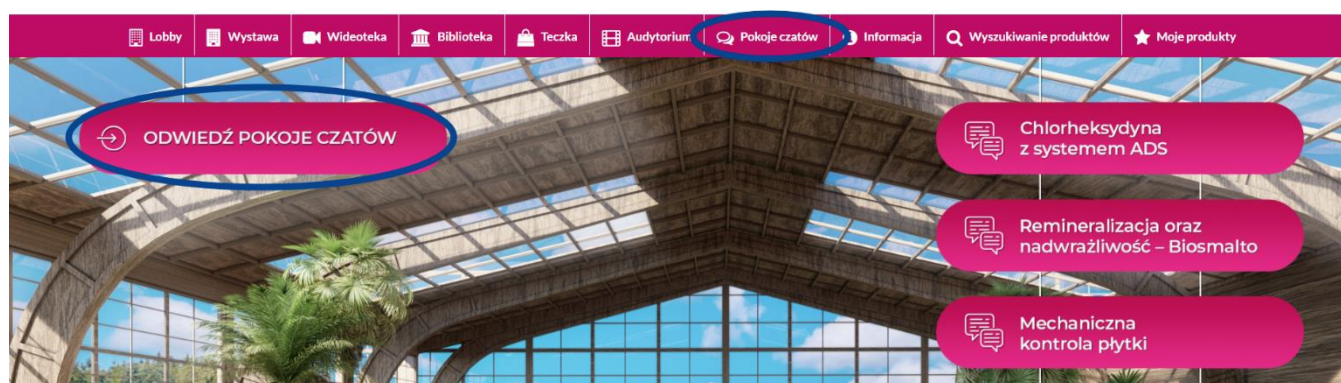 Lobby Wystawa Wideoteka Biblioteka Teczka Audytorium Pokoje czatów Informacja Wyszukiwanie produktów Moje produkty
ODWIEDŹ POKOJE CZATÓW
Chlorheksydyna
z systemem ADS
Remineralizacja oraz
nadwrażliwość – Biosmalto
Mechaniczna
kontrola płytki